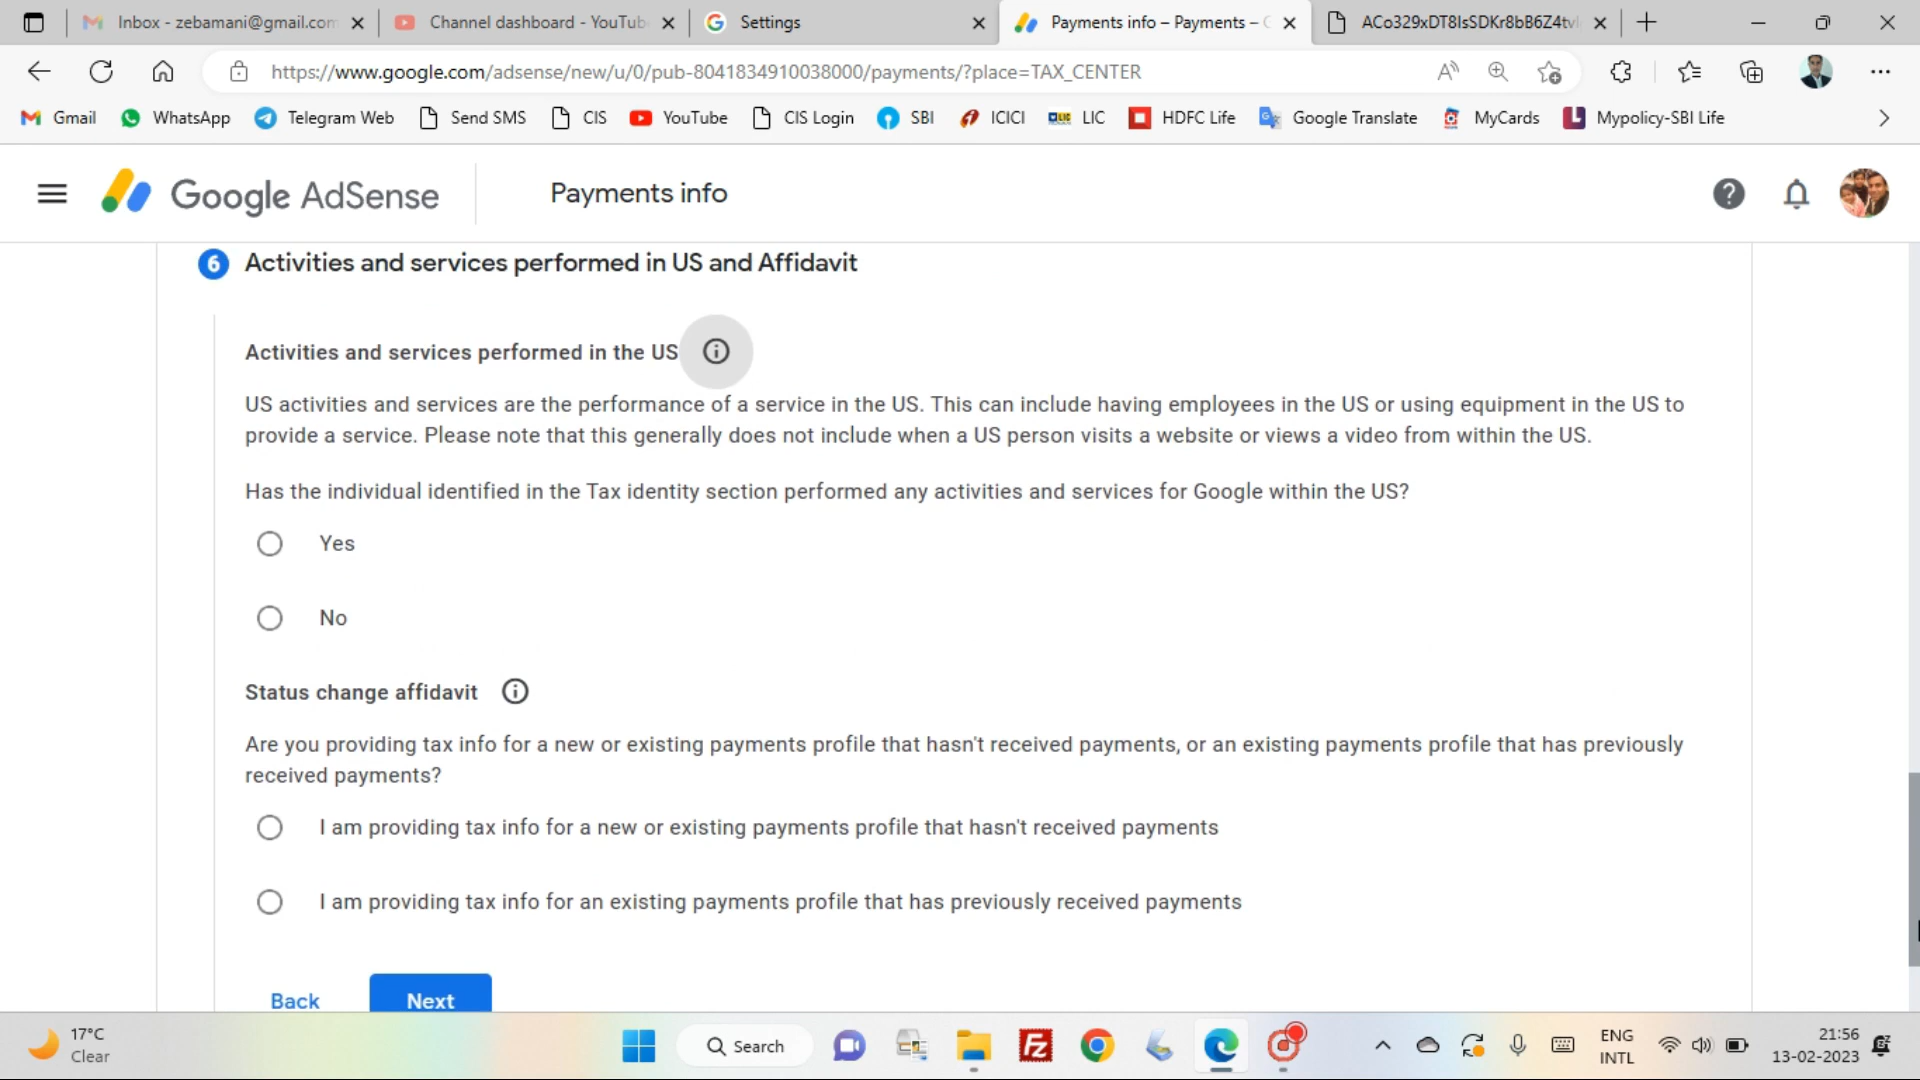 Inbox - zebamani@gmail.com
Channel dashboard - YouTub
Settings
Payments info – Payments –
ACo329xDT8IsSDKr8bB6Z4tv
https://www.google.com/adsense/new/u/0/pub-8041834910038000/payments/?place=TAX_CENTER
Gmail WhatsApp Telegram Web Send SMS CIS YouTube CIS Login SBI ICICI LIC HDFC Life Google Translate MyCards Mypolicy-SBI Life
Google AdSense
Payments info
6 Activities and services performed in US and Affidavit
Activities and services performed in the US
US activities and services are the performance of a service in the US. This can include having employees in the US or using equipment in the US to
provide a service. Please note that this generally does not include when a US person visits a website or views a video from within the US.
Has the individual identified in the Tax identity section performed any activities and services for Google within the US?
Yes
No
Status change affidavit
Are you providing tax info for a new or existing payments profile that hasn't received payments, or an existing payments profile that has previously
received payments?
I am providing tax info for a new or existing payments profile that hasn't received payments
I am providing tax info for an existing payments profile that has previously received payments
Back Next
17°C
Clear
Search
ENG
INTL
21:56
13-02-2023